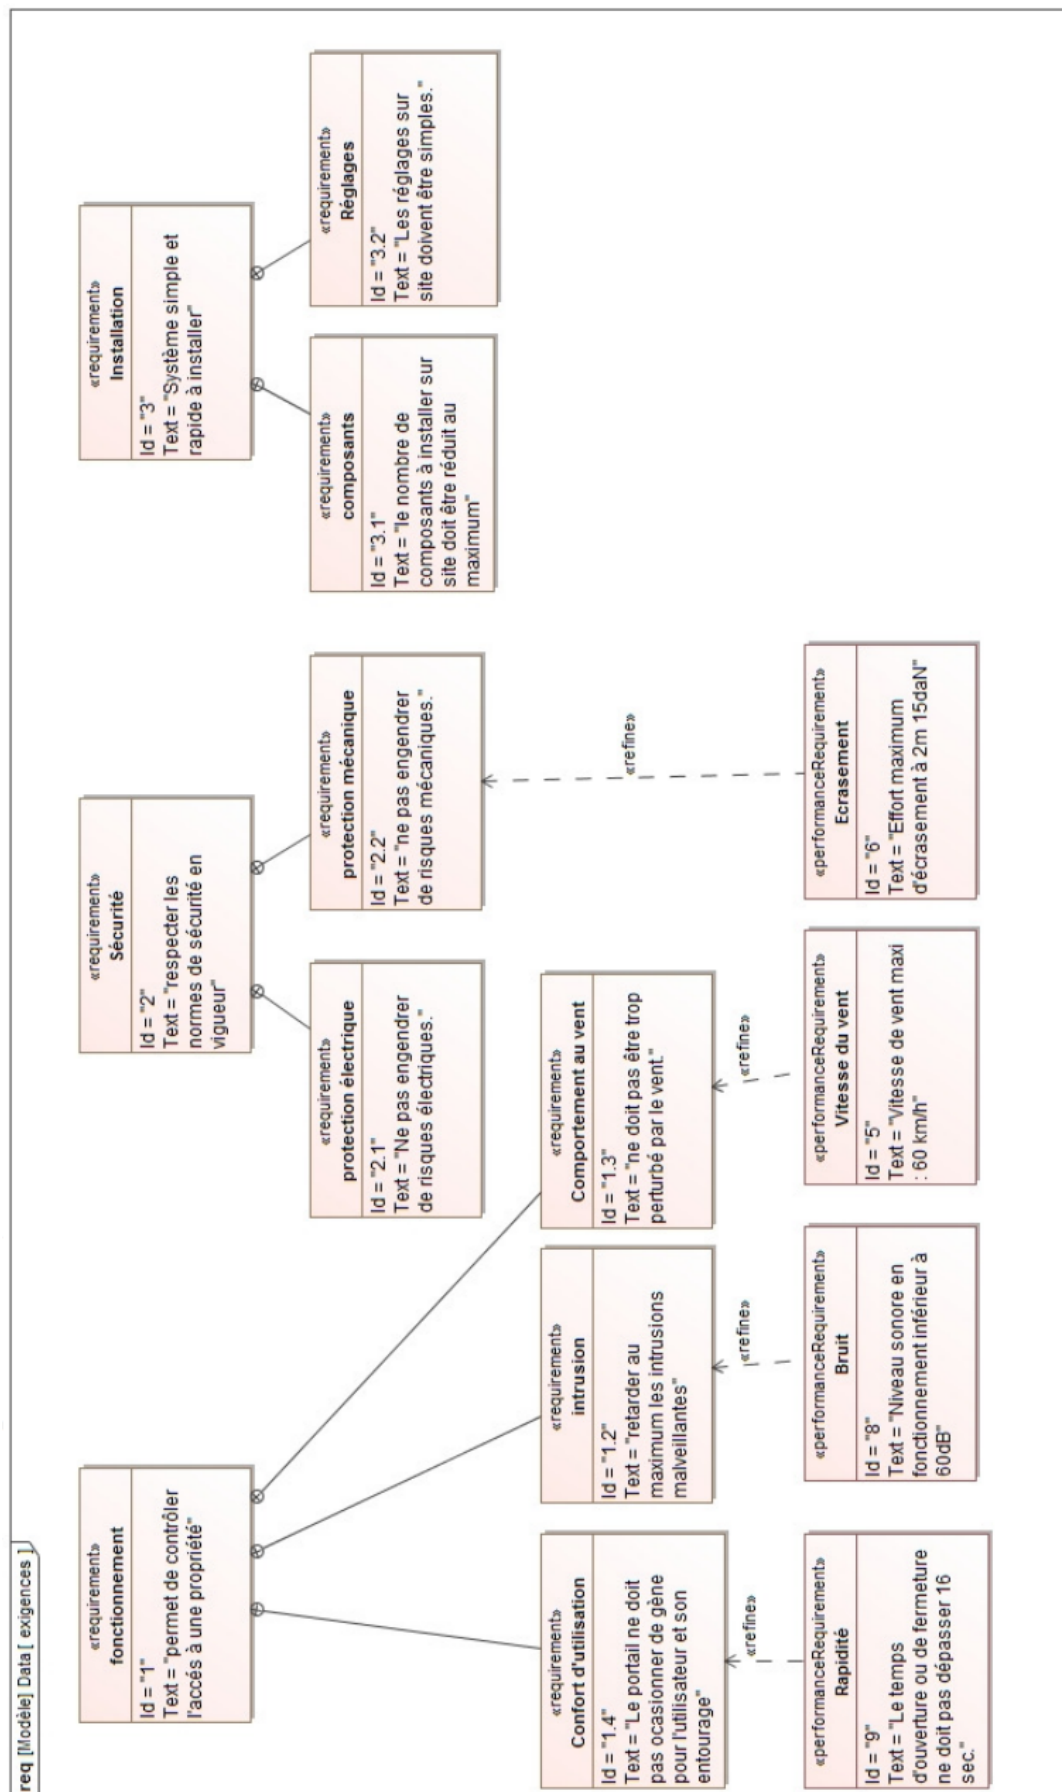 req [Modèle] Data [ exigences ]
«requirement»
fonctionnement
Id = "1"
Text = "permet de contrôler
l'accés à une propriété"
«requirement»
Sécurité
Id = "2"
Text = "respecter les
normes de sécurité en
vigueur"
«requirement»
Installation
Id = "3"
Text = "Système simple et
rapide à installer"
«requirement»
protection électrique
Id = "2.1"
Text = "Ne pas engendrer
de risques électriques."
«requirement»
protection mécanique
Id = "2.2"
Text = "ne pas engendrer
de risques mécaniques."
«requirement»
composants
Id = "3.1"
Text = "le nombre de
composants à installer sur
site doit être réduit au
maximum"
«requirement»
Réglages
Id = "3.2"
Text = "Les réglages sur
site doivent être simples."
«requirement»
Confort d'utilisation
Id = "1.4"
Text = "Le portail ne doit
pas ocasionner de gène
pour l'utilisateur et son
entourage"
«requirement»
intrusion
Id = "1.2"
Text = "retarder au
maximum les intrusions
malveillantes"
«requirement»
Comportement au vent
Id = "1.3"
Text = "ne doit pas être trop
perturbé par le vent."
«refine»
«refine»
«refine»
«refine»
«performanceRequirement»
Rapidité
Id = "9"
Text = "Le temps
d'ouverture ou de fermeture
ne doit pas dépasser 16
sec."
«performanceRequirement»
Bruit
Id = "8"
Text = "Niveau sonore en
fonctionnement inférieur à
60dB"
«performanceRequirement»
Vitesse du vent
Id = "5"
Text = "Vitesse de vent maxi
: 60 km/h"
«performanceRequirement»
Ecrasement
Id = "6"
Text = "Effort maximum
d'écrasement à 2m 15daN"